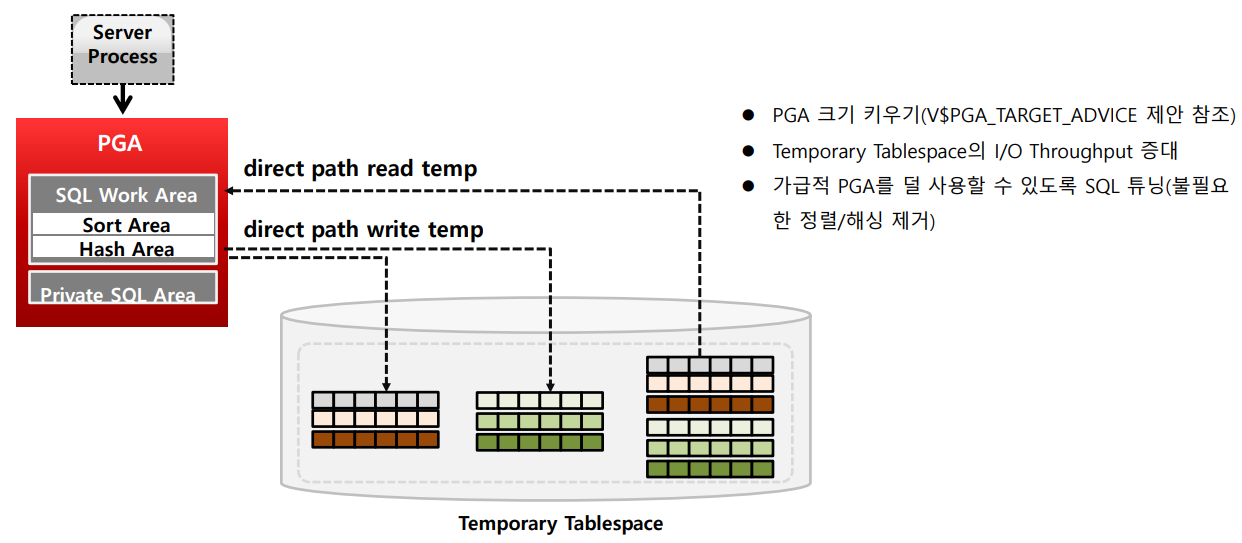 Server
Process
PGA
SQL Work Area
Sort Area
Hash Area
Private SQL Area
direct path read temp
direct path write temp
● PGA 크기 키우기(V$PGA_TARGET_ADVICE 제안 참조)
● Temporary Tablespace의 I/O Throughput 증대
● 가급적 PGA를 덜 사용할 수 있도록 SQL 튜닝(불필요
한 정렬/해싱 제거)
Temporary Tablespace